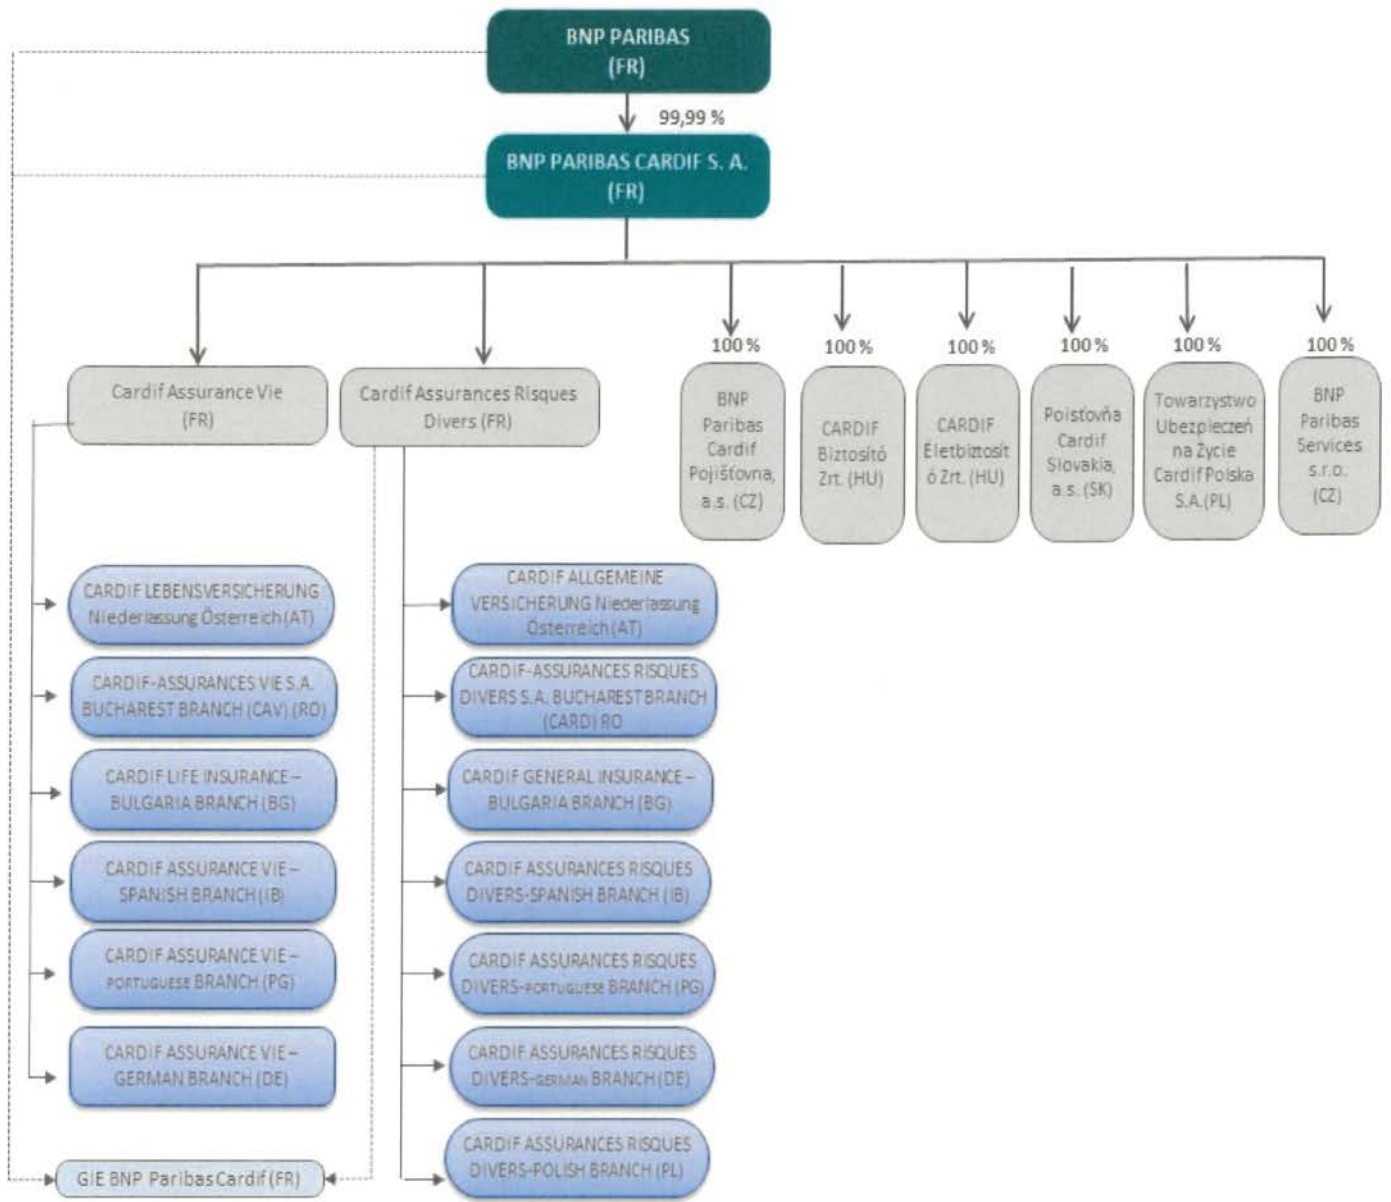 BNP PARIBAS
(FR)
99,99 %
BNP PARIBAS CARDIF S. A.
(FR)
Cardif Assurance Vie
(FR)
Cardif Assurances Risques
Divers (FR)
100 %
BNP
Paribas
Cardif
Pojišťovna,
a.s. (CZ)
100 %
CARDIF
Biztosító
Zrt. (HU)
100 %
CARDIF
Életbiztosít
ó Zrt. (HU)
100 %
Poisťovňa
Cardif
Slovakia,
a.s. (SK)
100 %
Towarzystwo
Ubezpieczeń
na Życie
Cardif Polska
S.A.(PL)
100 %
BNP
Paribas
Services
s.r.o.
(CZ)
CARDIF LEBENSVERSICHERUNG
Niederlassung Österreich (AT)
CARDIF-ASSURANCES VIE S.A.
BUCHAREST BRANCH (CAV) (RO)
CARDIF LIFE INSURANCE –
BULGARIA BRANCH (BG)
CARDIF ASSURANCE VIE –
SPANISH BRANCH (IB)
CARDIF ASSURANCE VIE –
PORTUGUESE BRANCH (PG)
CARDIF ASSURANCE VIE –
GERMAN BRANCH (DE)
GIE BNP Paribas Cardif (FR)
CARDIF ALLGEMEINE
VERSICHERUNG Niederlassung
Österreich (AT)
CARDIF-ASSURANCES RISQUES
DIVERS S.A. BUCHAREST BRANCH
(CARD) RO
CARDIF GENERAL INSURANCE –
BULGARIA BRANCH (BG)
CARDIF ASSURANCES RISQUES
DIVERS-SPANISH BRANCH (IB)
CARDIF ASSURANCES RISQUES
DIVERS-PORTUGUESE BRANCH (PG)
CARDIF ASSURANCES RISQUES
DIVERS-GERMAN BRANCH (DE)
CARDIF ASSURANCES RISQUES
DIVERS-POLISH BRANCH (PL)